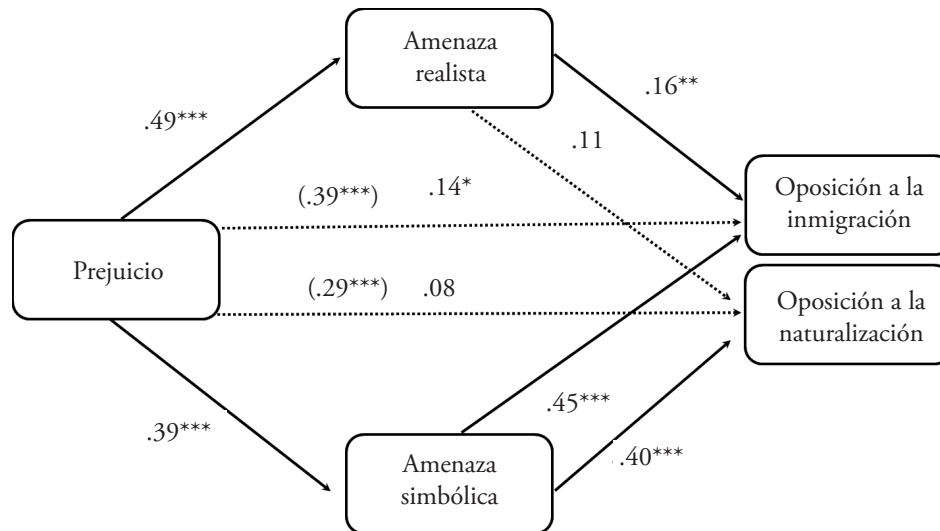 Amenaza
realista
.16**
.49***
.11
(.39***) .14*
Oposición a la
inmigración
Prejuicio
(.29***) .08
Oposición a la
naturalización
.39***
.45***
Amenaza
simbólica
.40***